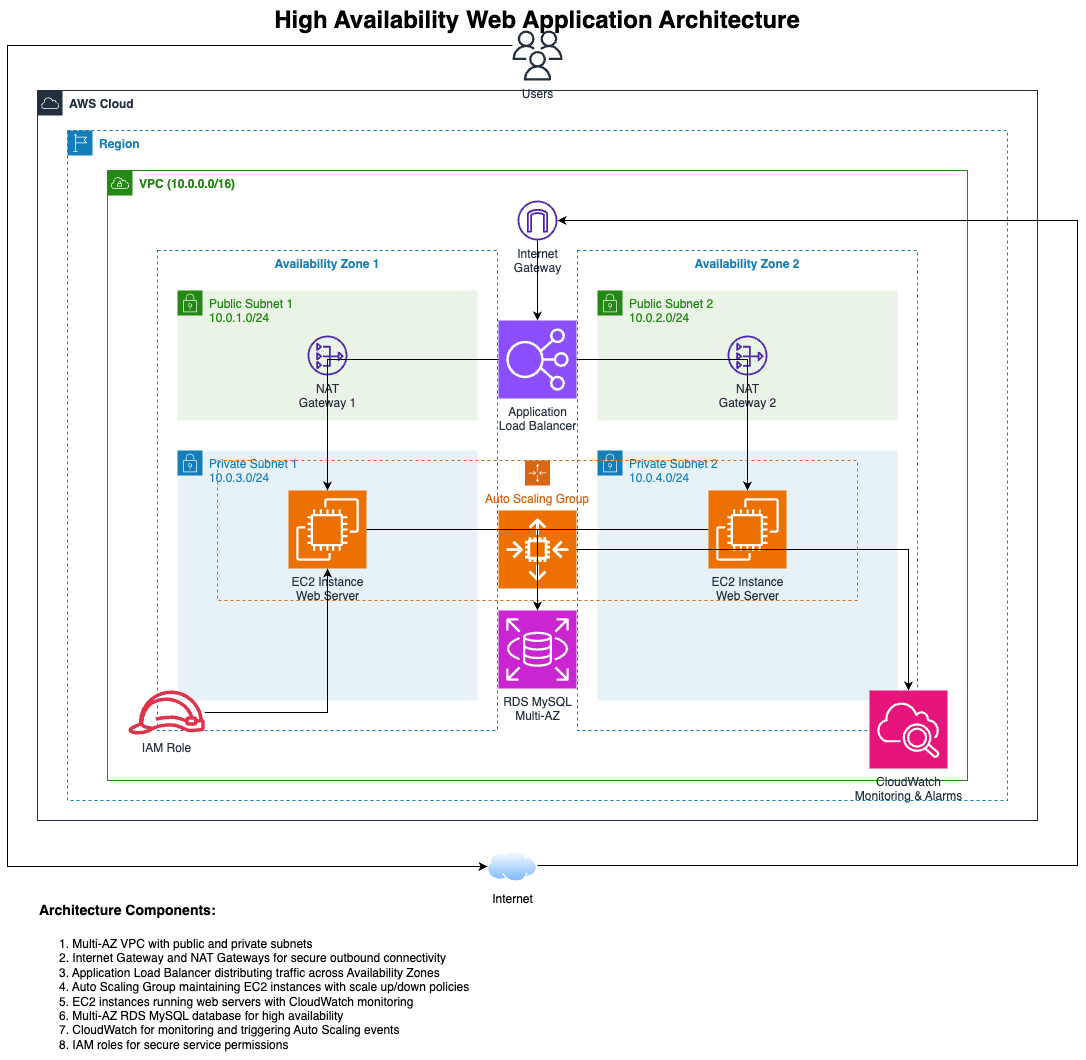 High Availability Web Application Architecture
Users
AWS Cloud
Region
VPC (10.0.0.0/16)
Internet
Gateway
Availability Zone 1
Availability Zone 2
Public Subnet 1
10.0.1.0/24
Public Subnet 2
10.0.2.0/24
NAT
Gateway 1
NAT
Gateway 2
Application
Load Balancer
Private Subnet 1
10.0.3.0/24
Private Subnet 2
10.0.4.0/24
Auto Scaling Group
EC2 Instance
Web Server
EC2 Instance
Web Server
RDS MySQL
Multi-AZ
IAM Role
CloudWatch
Monitoring & Alarms
Internet
Architecture Components:
1. Multi-AZ VPC with public and private subnets
2. Internet Gateway and NAT Gateways for secure outbound connectivity
3. Application Load Balancer distributing traffic across Availability Zones
4. Auto Scaling Group maintaining EC2 instances with scale up/down policies
5. EC2 instances running web servers with CloudWatch monitoring
6. Multi-AZ RDS MySQL database for high availability
7. CloudWatch for monitoring and triggering Auto Scaling events
8. IAM roles for secure service permissions